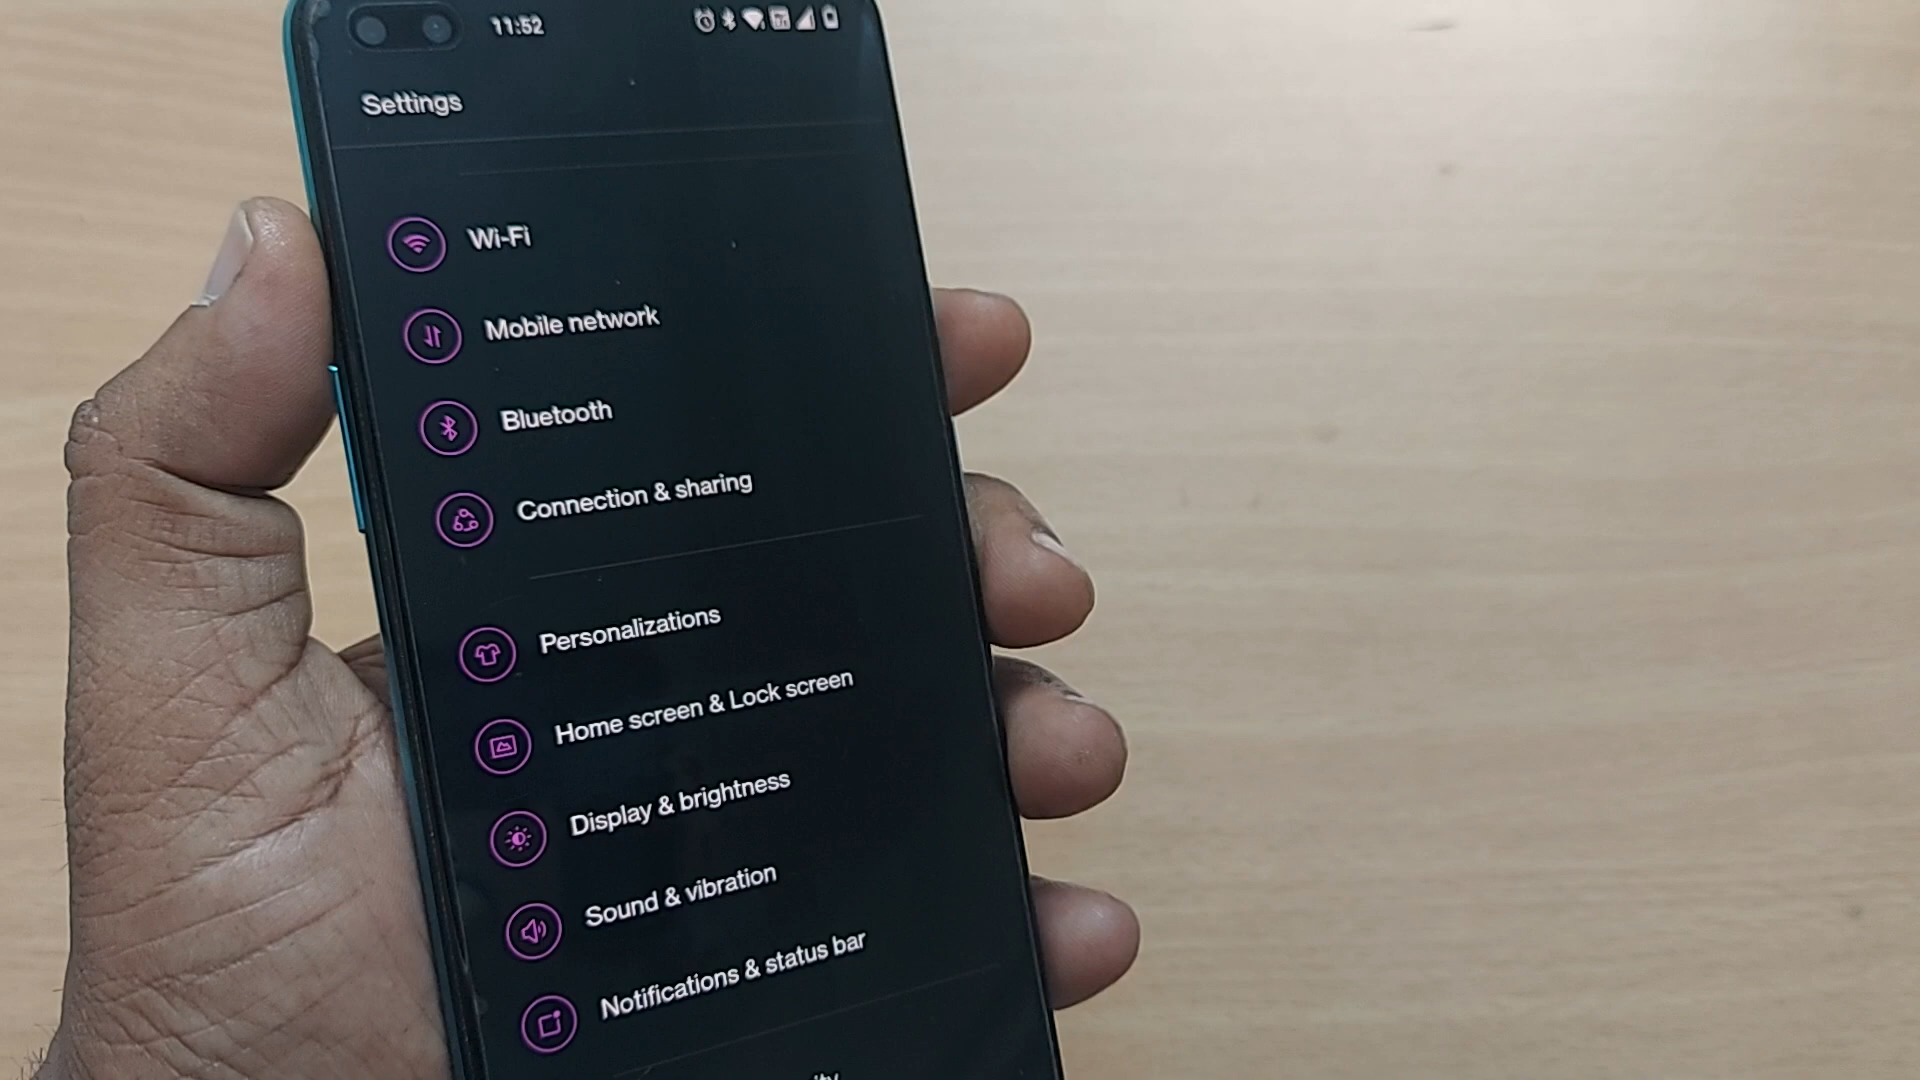 11:52
Settings
Wi-Fi
Mobile network
Bluetooth
Connection & sharing
Personalizations
Home screen & Lock screen
Display & brightness
Sound & vibration
Notifications & status bar